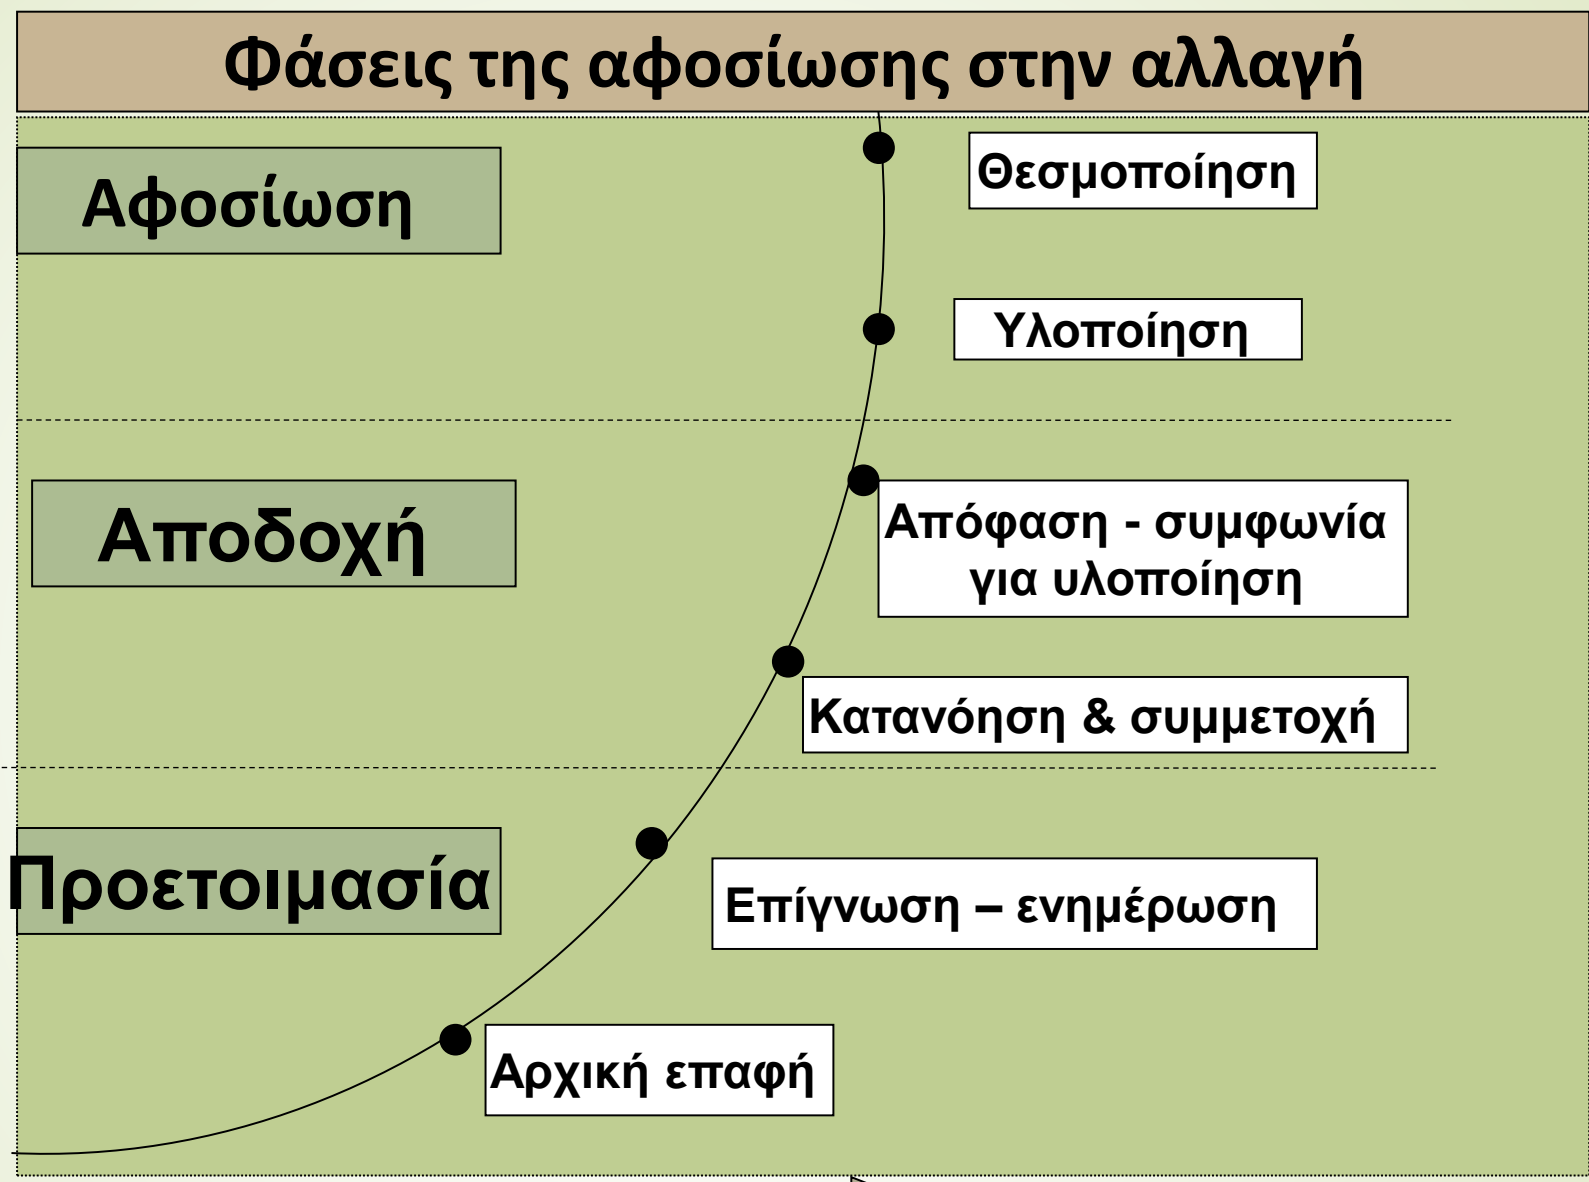 Φάσεις της αφοσίωσης στην αλλαγή
Αφοσίωση
Θεσμοποίηση
Υλοποίηση
Αποδοχή
Απόφαση - συμφωνία
για υλοποίηση
Κατανόηση & συμμετοχή
Προετοιμασία
Επίγνωση – ενημέρωση
Αρχική επαφή